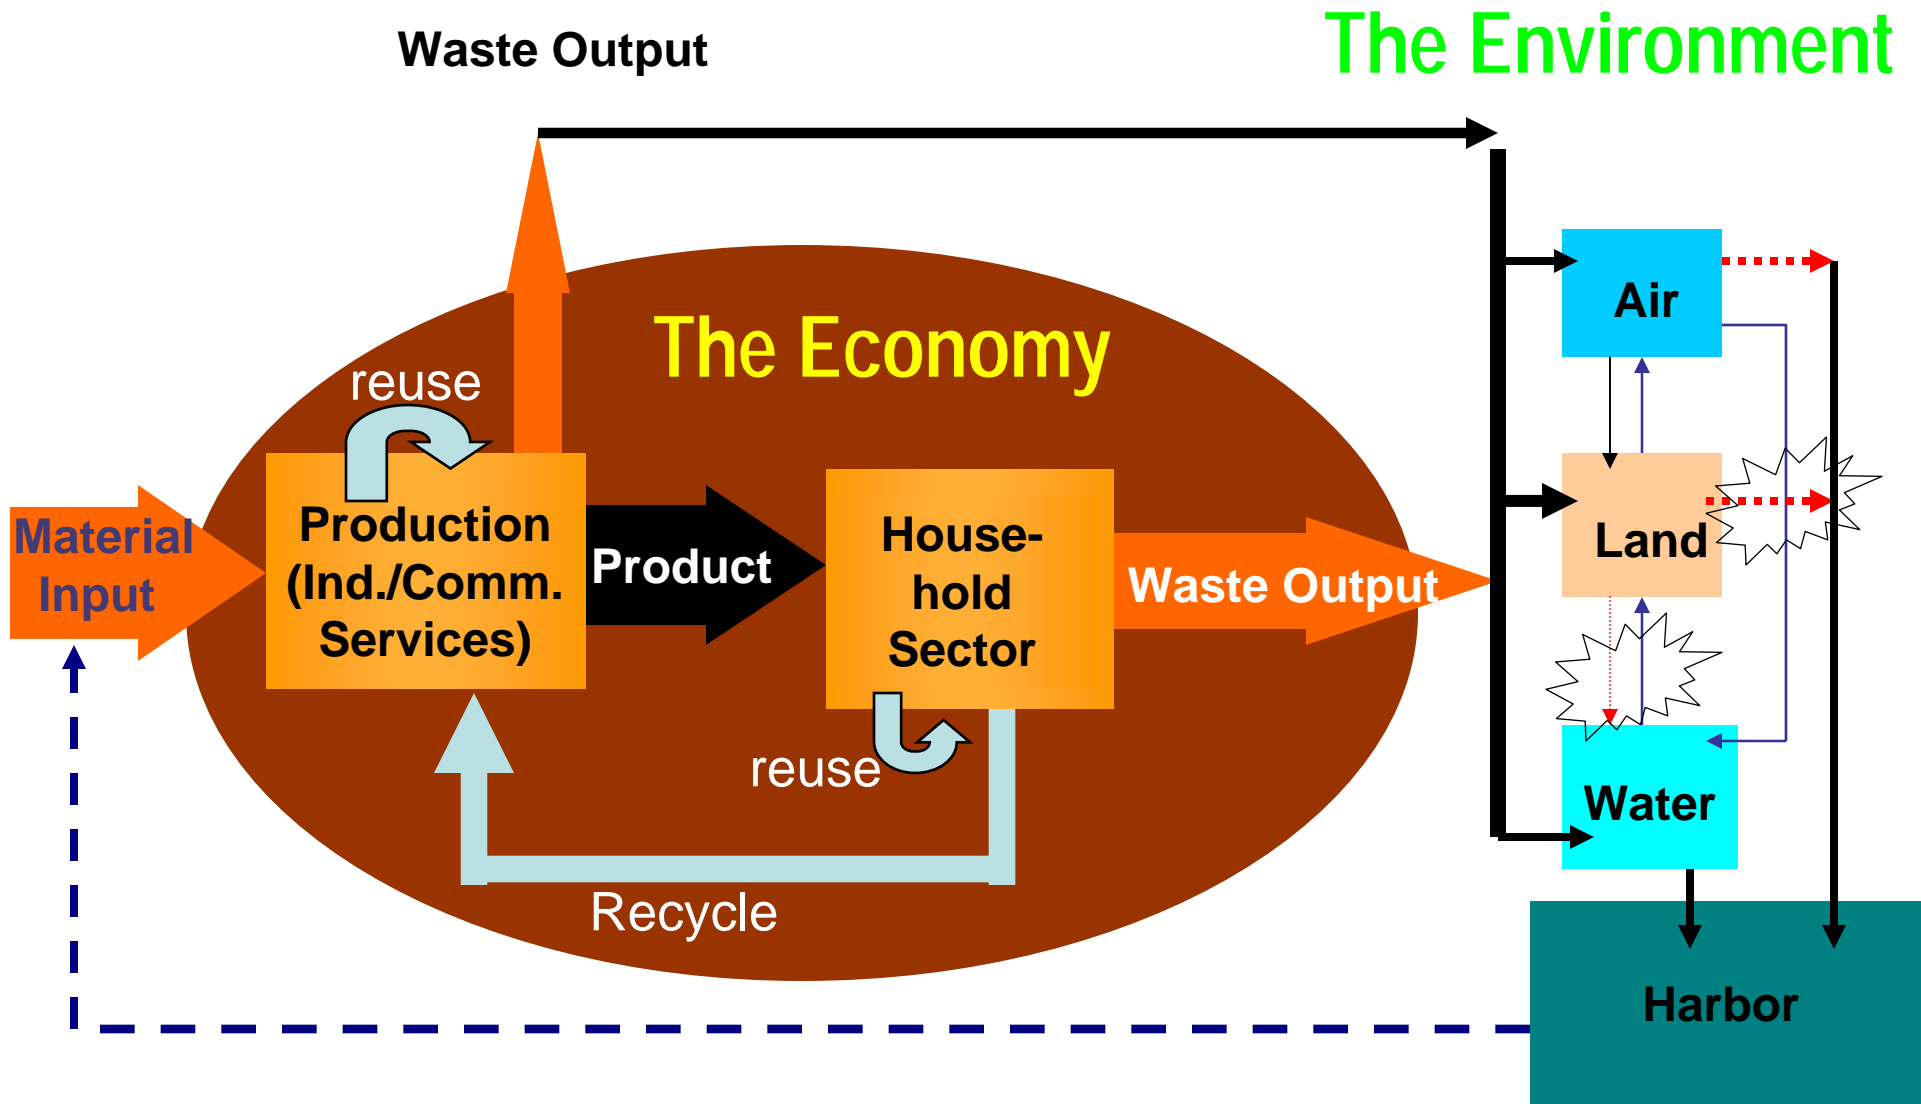 Waste Output
The Environment
The Economy
reuse
Air
Material
Input
Production
(Ind./Comm.
Services)
Product
House-
hold
Sector
Waste Output
Land
reuse
Water
Recycle
Harbor